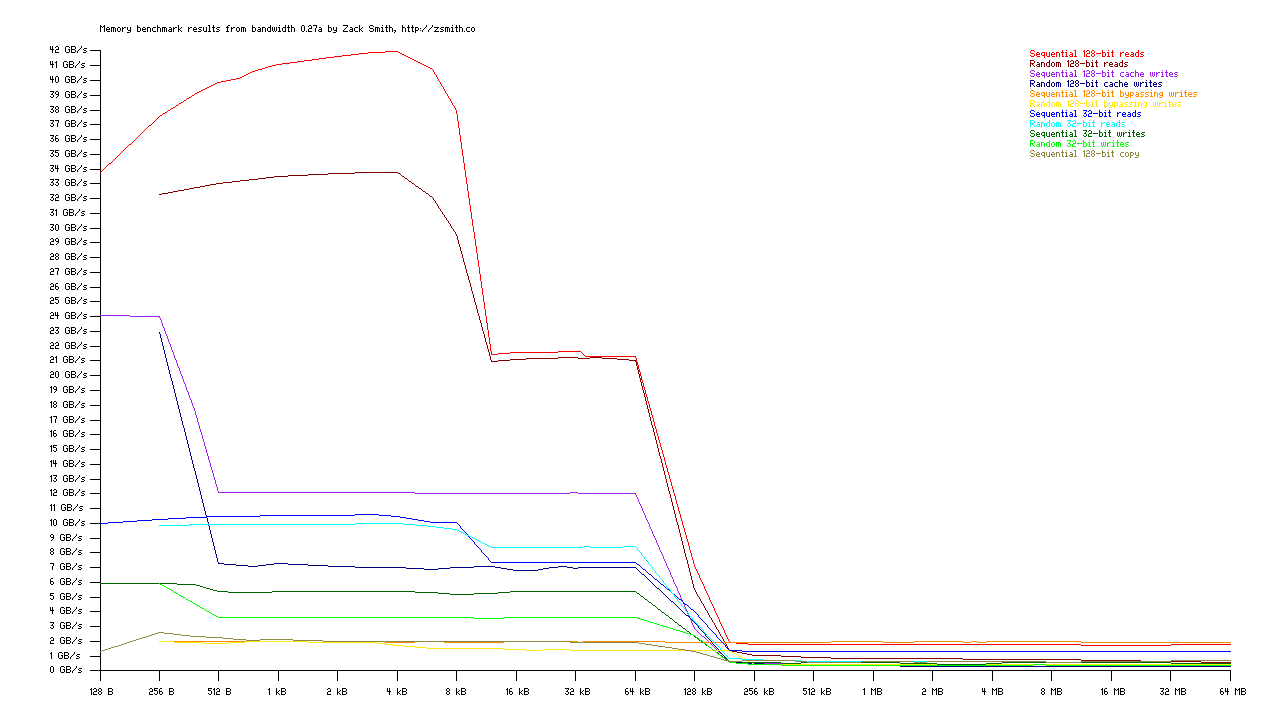 Memory benchmark results from bandwidth 0.27a by Zack Smith, http://zsmith.co
42 GB/s
41 GB/s
40 GB/s
39 GB/s
38 GB/s
37 GB/s
36 GB/s
35 GB/s
34 GB/s
33 GB/s
32 GB/s
31 GB/s
30 GB/s
29 GB/s
28 GB/s
27 GB/s
26 GB/s
25 GB/s
24 GB/s
23 GB/s
22 GB/s
21 GB/s
20 GB/s
19 GB/s
18 GB/s
17 GB/s
16 GB/s
15 GB/s
14 GB/s
13 GB/s
12 GB/s
11 GB/s
10 GB/s
9 GB/s
8 GB/s
7 GB/s
6 GB/s
5 GB/s
4 GB/s
3 GB/s
2 GB/s
1 GB/s
0 GB/s
Sequential 128-bit reads
Random 128-bit reads
Sequential 128-bit cache writes
Random 128-bit cache writes
Sequential 128-bit bypassing writes
Random 128-bit bypassing writes
Sequential 32-bit reads
Random 32-bit reads
Sequential 32-bit writes
Random 32-bit writes
Sequential 128-bit copy
128 B 256 B 512 B 1 kB 2 kB 4 kB 8 kB 16 kB 32 kB 64 kB 128 kB 256 kB 512 kB 1 MB 2 MB 4 MB 8 MB 16 MB 32 MB 64 MB